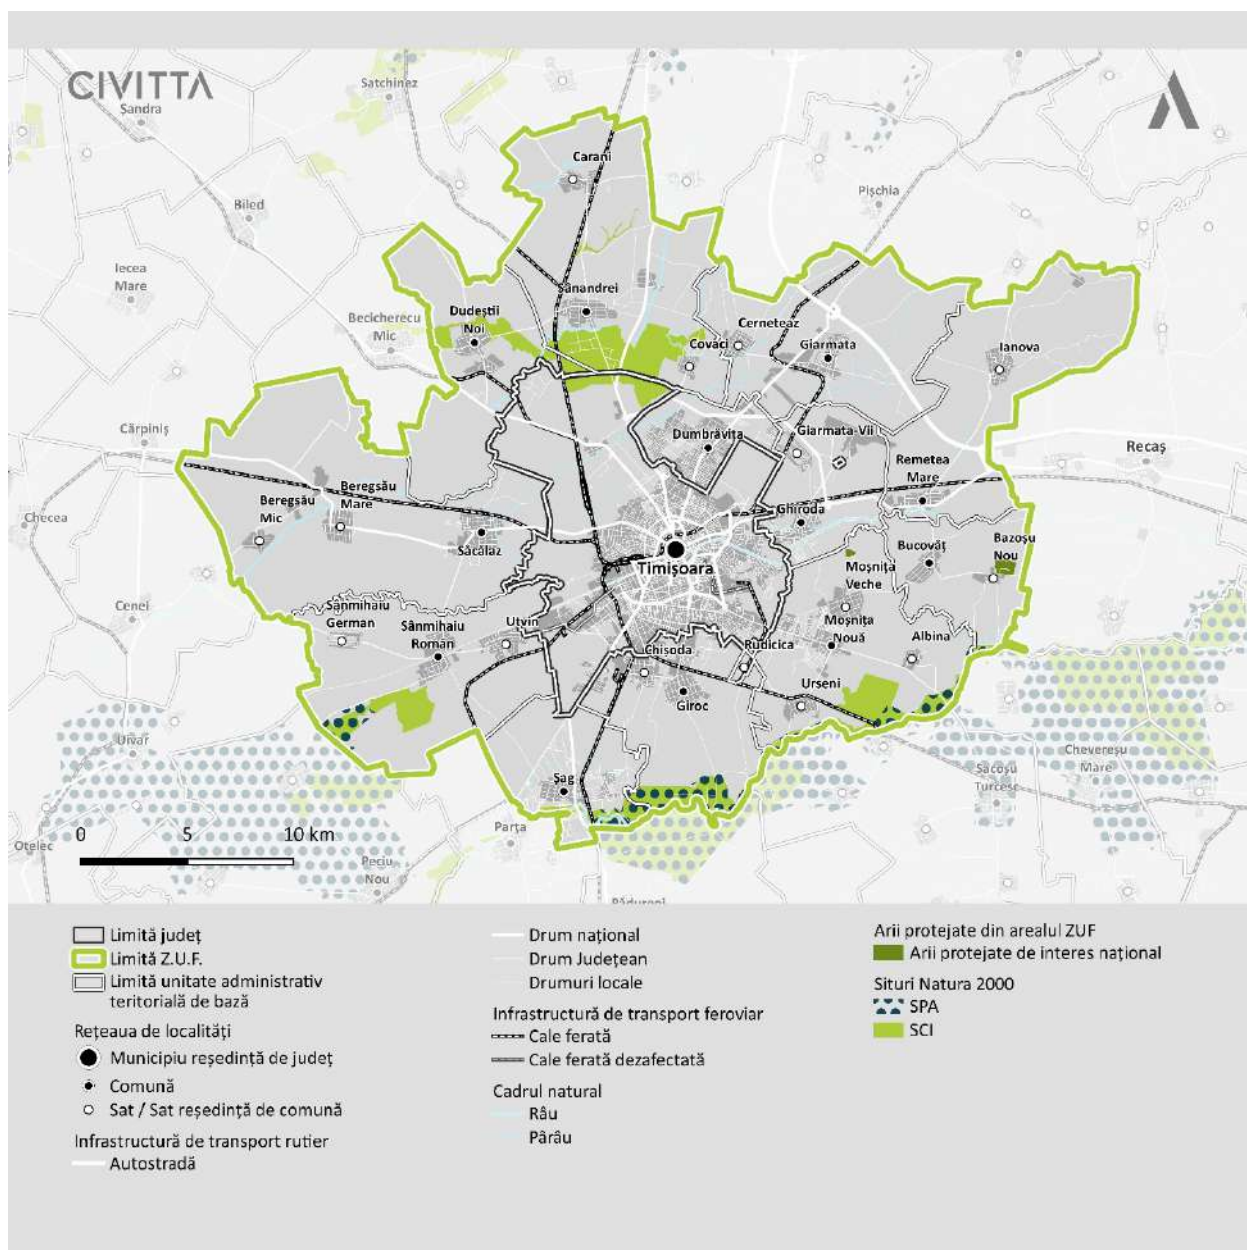 CIVITTA
Satchinez
Șandra
Carani
Pișchia
Biled
Iecea
Mare
Sânandrei
Dudeștii
Noi
Becicherecu
Mic
Cerneteaz
Covaci
Giarmata
Ianova
Cărpiniș
Dumbrăvița
Giarmata-Vii
Recaș
Remetea
Mare
Beregsău
Mare
Beregsău
Mic
Checea
Ghiroda
Săcălaz
Bucovăț
Bazoșu
Nou
Timișoara
Moșnița
Veche
Cenei
Sânmihaiu
German
Sânmihaiu
Român
Utvin
Moșnița
Nouă
Albina
Chișoda
Rudicica
Urseni
Giroc
Uivar
Chevereșu
Mare
Șag
Sacoșu
Turcesc
0 5 10 km
Parța
Otelec
Peciu
Nou
Pădureni
Limită județ
Limită Z.U.F.
Limită unitate administrativ
teritorială de bază
Rețeaua de localități
Municipiu reședință de județ
Comună
Sat / Sat reședință de comună
Infrastructură de transport rutier
Autostradă
Drum național
Drum Județean
Drumuri locale
Infrastructură de transport feroviar
Cale ferată
Cale ferată dezafectată
Cadrul natural
Râu
Pârâu
Arii protejate din arealul ZUF
Arii protejate de interes național
Situri Natura 2000
SPA
SCI